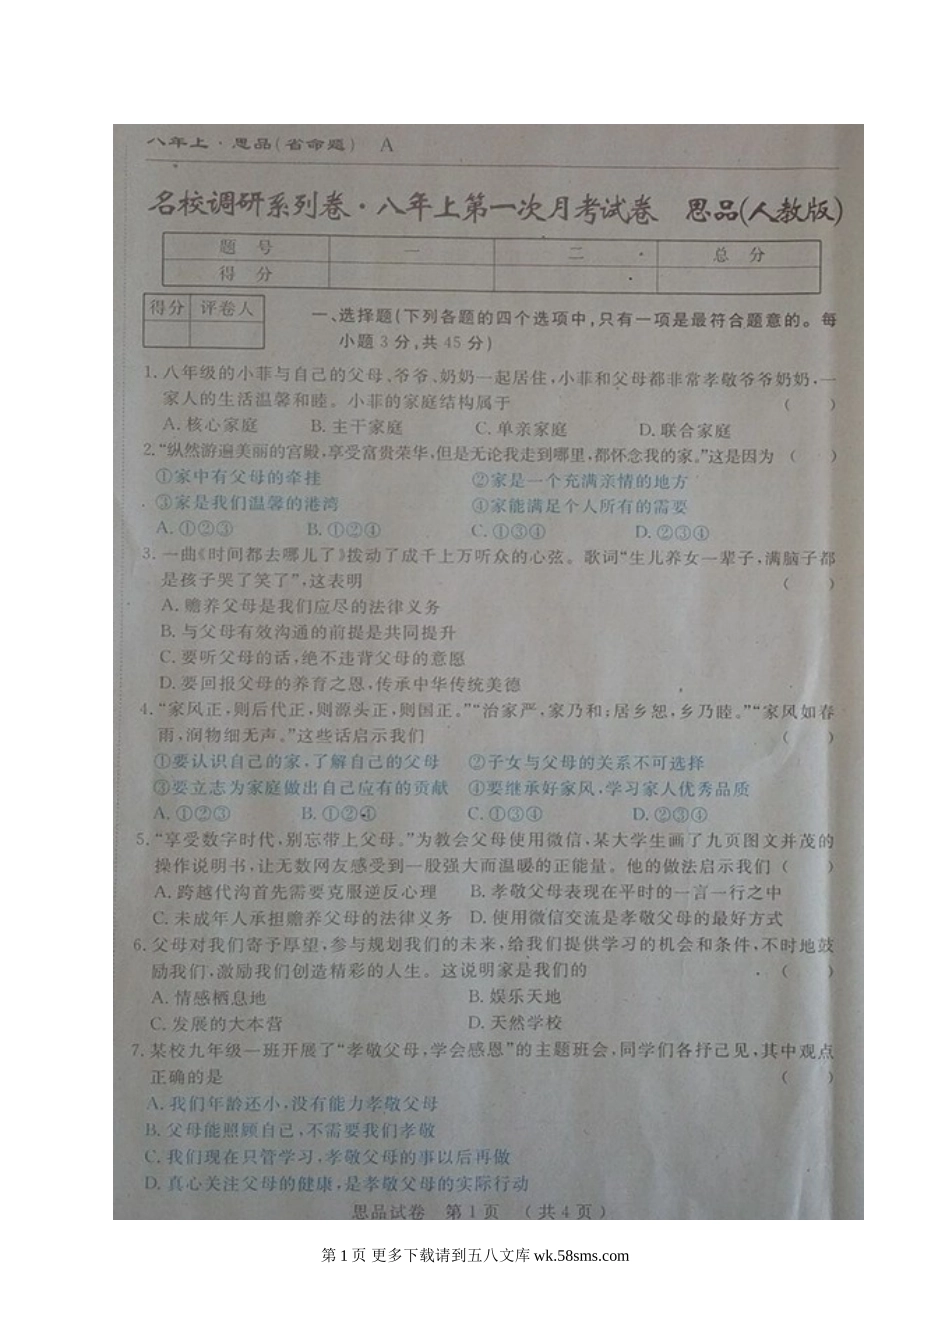 八年上·思品(省命题) A
名校调研系列卷·八年上第一次月考试卷 思品(人教版)
题 号 一 二 总 分
得 分
得分 评卷人
一、选择题(下列各题的四个选项中,只有一项是最符合题意的。每
小题 3 分,共 45 分)
1. 八年级的小菲与自己的父母、爷爷、奶奶一起居住,小菲和父母都非常孝敬爷爷奶奶,一
家人的生活温馨和睦。小菲的家庭结构属于 ( )
A. 核心家庭 B. 主干家庭 C. 单亲家庭 D. 联合家庭
2. “纵然游遍美丽的宫殿,享受富贵荣华,但是无论我走到哪里,都怀念我的家。”这是因为 ( )
①家中有父母的牵挂 ②家是一个充满亲情的地方
③家是我们温馨的港湾 ④家能满足个人所有的需要
A. ①②③ B. ①②④ C. ①③④ D. ②③④
3. 一曲《时间都去哪儿了》拨动了成千上万听众的心弦。歌词“生儿养女一辈子,满脑子都
是孩子哭了笑了”,这表明 ( )
A. 赡养父母是我们应尽的法律义务
B. 与父母有效沟通的前提是共同提升
C. 要听父母的话,绝不违背父母的意愿
D. 要回报父母的养育之恩,传承中华传统美德
4. “家风正,则后代正,则源头正,则国正。”“治家严,家乃和;居乡恕,乡乃睦。”“家风如春
雨,润物细无声。”这些话启示我们 ( )
①要认识自己的家,了解自己的父母 ②子女与父母的关系不可选择
③要立志为家庭做出自己应有的贡献 ④要继承好家风,学习家人优秀品质
A. ①②③ B. ①②④ C. ①③④ D. ②③④
5. “享受数字时代,别忘带上父母。”为教会父母使用微信,某大学生画了九页图文并茂的
操作说明书,让无数网友感受到一股强大而温暖的正能量。他的做法启示我们 ( )
A. 跨越代沟首先需要克服逆反心理 B. 孝敬父母表现在平时的一言一行之中
C. 未成年人承担赡养父母的法律义务 D. 使用微信交流是孝敬父母的最好方式
6. 父母对我们寄予厚望,参与规划我们的未来,给我们提供学习的机会和条件,不时地鼓
励我们,激励我们创造精彩的人生。这说明家是我们的 ( )
A. 情感栖息地 B. 娱乐天地
C. 发展的大本营 D. 天然学校
7. 某校九年级一班开展了“孝敬父母,学会感恩”的主题班会,同学们各抒己见,其中观点
正确的是 ( )
A. 我们年龄还小,没有能力孝敬父母
B. 父母能照顾自己,不需要我们孝敬
C. 我们现在只管学习,孝敬父母的事以后再做
D. 真心关注父母的健康,是孝敬父母的实际行动
思品试卷 第 1 页 (共 4 页)
第 1 页 更多下载请到五八文库 wk.58sms.com